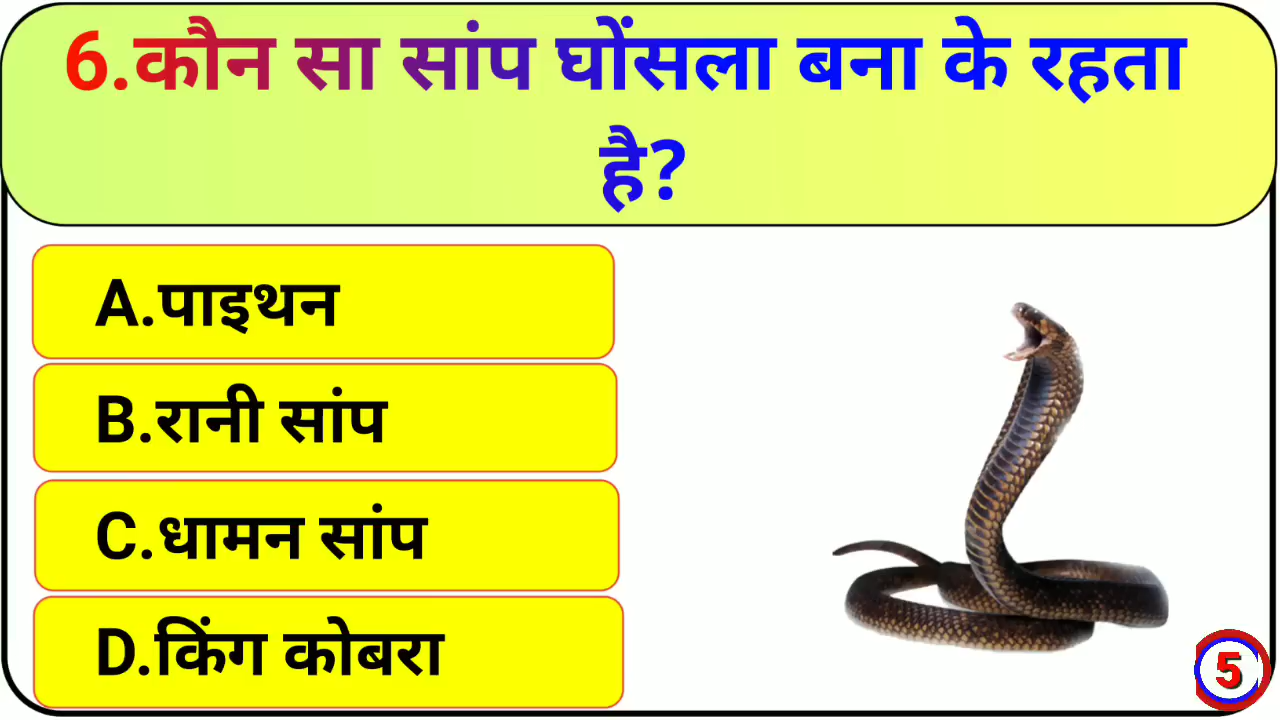 6.कौन सा सांप घोंसला बना के रहता
है?
A.पाइथन
B.रानी सांप
C.धामन सांप
D.किंग कोबरा
5